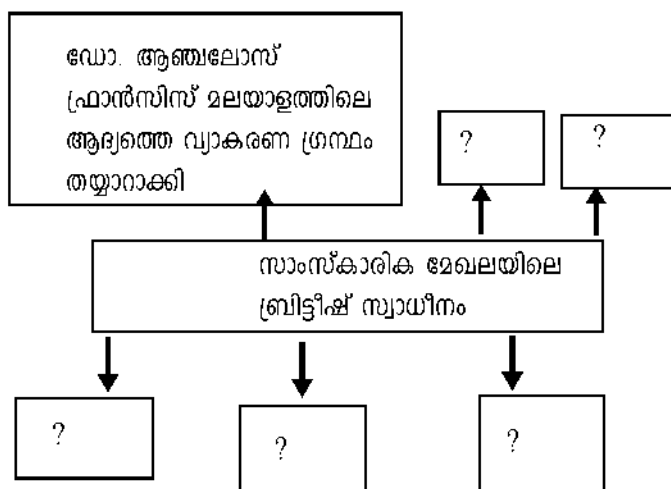 ഡോ. ആഞ്ചലോസ്
ഫ്രാൻസിസ് മലയാളത്തിലെ
ആദ്യത്തെ വ്യാകരണ ഗ്രന്ഥം
തയ്യാറാക്കി
?
?
സാംസ്കാരിക മേഖലയിലെ
ബ്രിട്ടീഷ് സ്വാധീനം
?
?
?